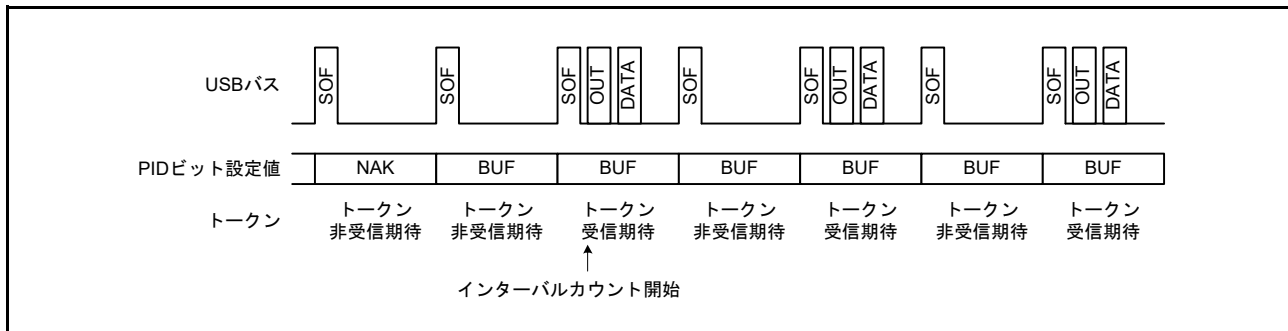 SOF SOF SOF OUT DATA SOF SOF OUT DATA SOF SOF OUT DATA
USBバス
PIDビット設定値 NAK BUF BUF BUF BUF BUF BUF
トークン
トークン 非受信期待
トークン 非受信期待
トークン 受信期待
トークン 非受信期待
トークン 受信期待
トークン 非受信期待
トークン 受信期待
インターバルカウント開始